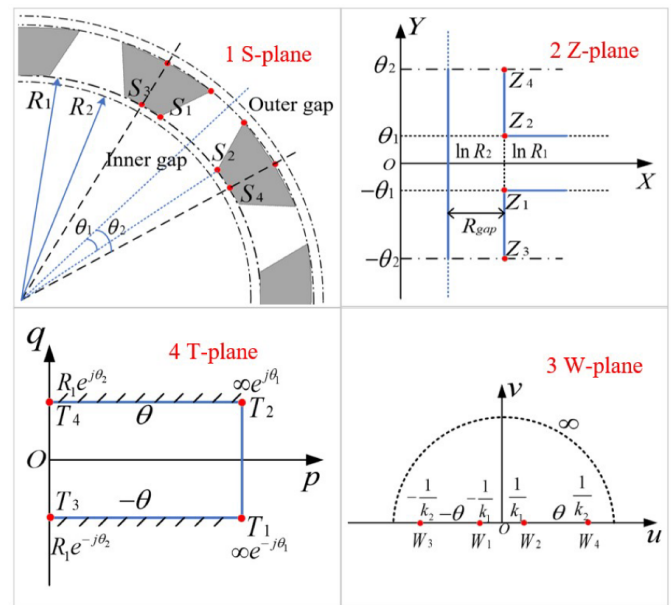 1 S-plane
S₃
S₁
R₁
R₂
Outer gap
Inner gap
S₂
S₄
θ₁
θ₂
2 Z-plane
Y
θ₂
Z₄
Z₂
θ₁
ln R₂
ln R₁
O
X
-θ₁
Z₁
R_gap
Z₃
-θ₂
4 T-plane
q
R₁e^{jθ₂}
∞e^{jθ₁}
T₄
θ
T₂
O
p
T₃
-θ
T₁
R₁e^{-jθ₂}
∞e^{-jθ₁}
3 W-plane
v
∞
-1/k₂
-θ
-1/k₁
1/k₁
θ
1/k₂
O
u
W₃
W₁
W₂
W₄